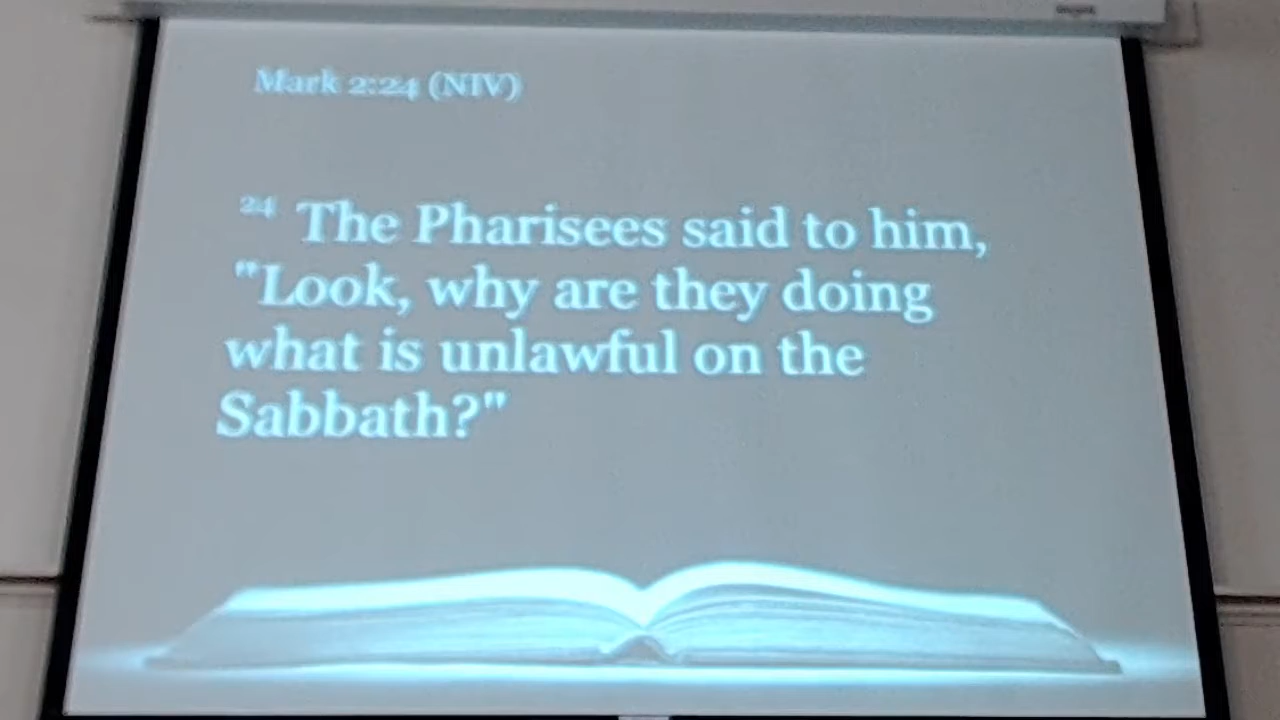 Mark 2:24 (NIV)
24 The Pharisees said to him,
"Look, why are they doing
what is unlawful on the
Sabbath?"